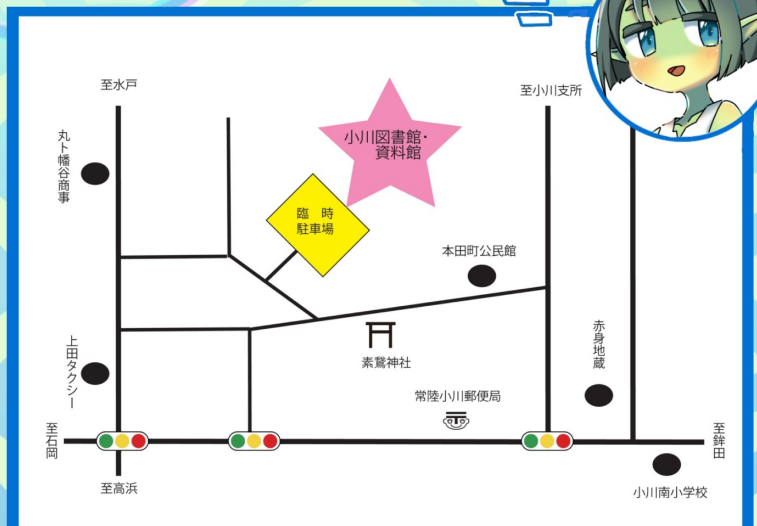 至水戸
至小川支所
丸ト幡谷商事
小川図書館・
資料館
臨 時
駐車場
本田町公民館
上田タクシー
素鵞神社
赤身地蔵
常陸小川郵便局
至石岡
至鉾田
至高浜
小川南小学校